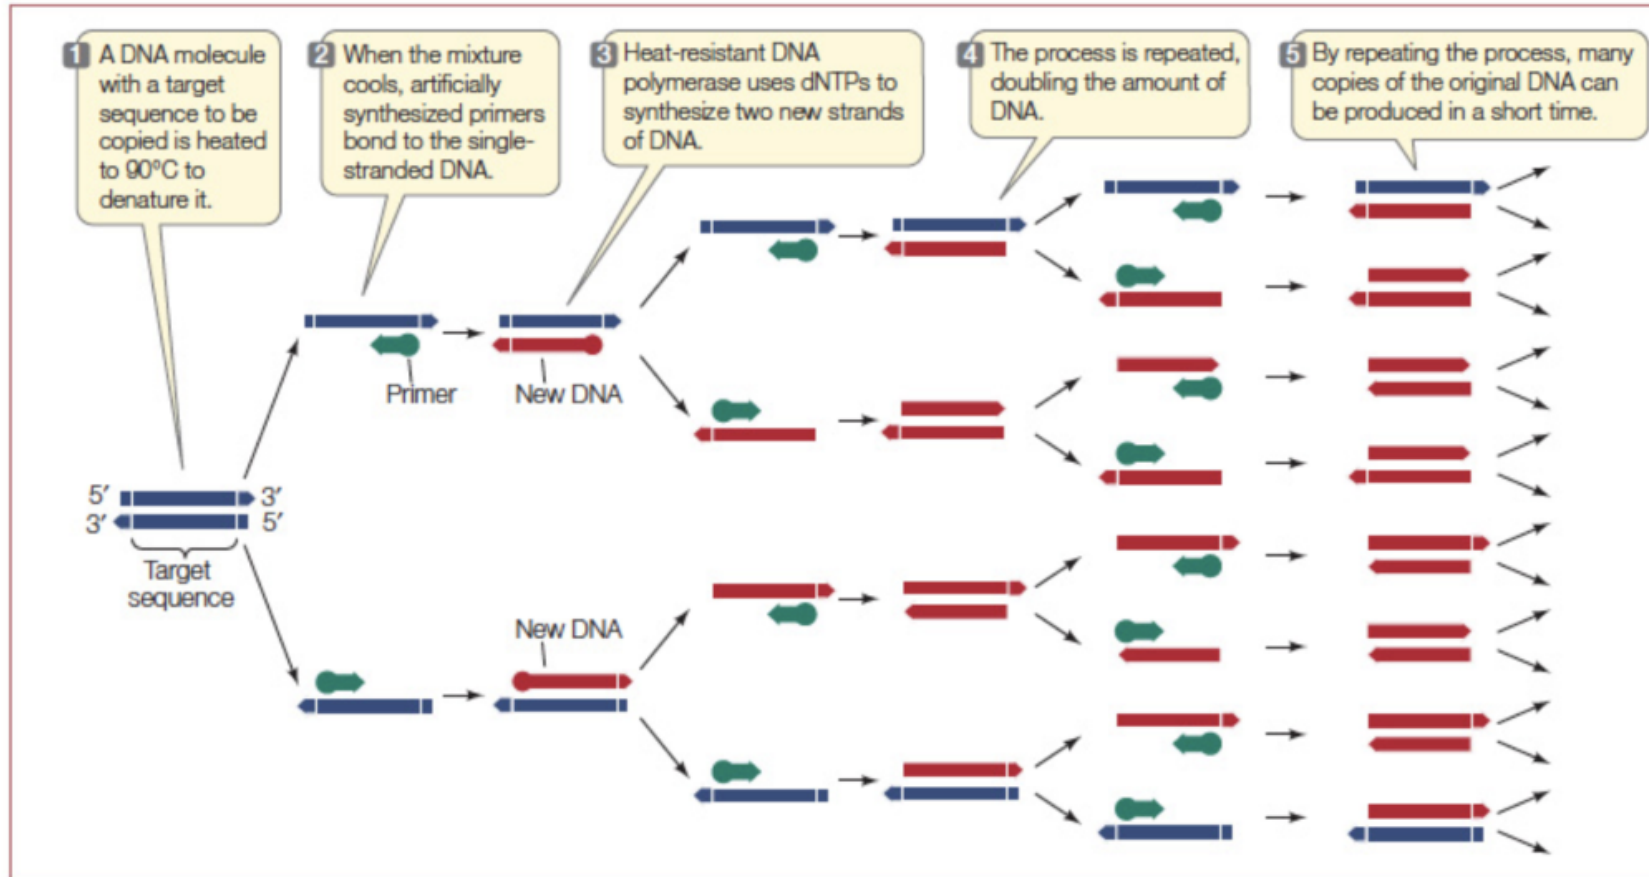 1 A DNA molecule
with a target
sequence to be
copied is heated
to 90°C to
denature it.
2 When the mixture
cools, artificially
synthesized primers
bond to the single-
stranded DNA.
3 Heat-resistant DNA
polymerase uses dNTPs to
synthesize two new strands
of DNA.
4 The process is repeated,
doubling the amount of
DNA.
5 By repeating the process, many
copies of the original DNA can
be produced in a short time.
Primer
New DNA
5′ 3′
3′ 5′
Target
sequence
New DNA